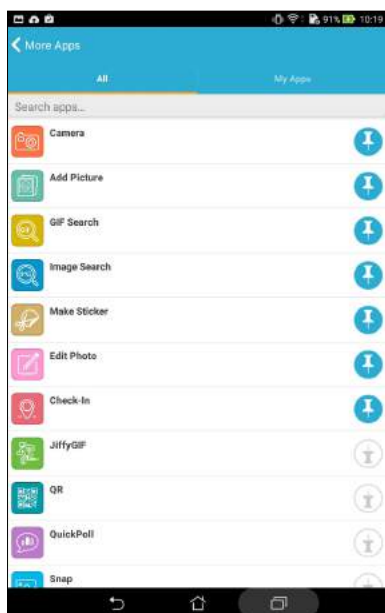 91% 10:19
More Apps
All My Apps
Search apps...
Camera
Add Picture
GIF Search
Image Search
Make Sticker
Edit Photo
Check-In
JiffyGIF
QR
QuickPoll
Snap